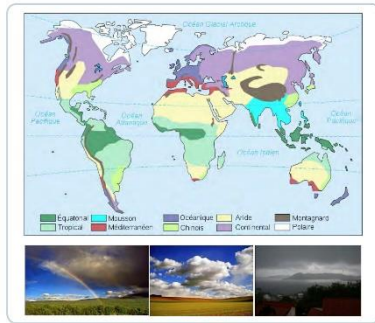 Océan Glacial Arctique
Océan
Pacifique
Océan
Atlantique
Océan
Pacifique
Océan Indien
Équatorial
Mousson
Océanique
Aride
Montagnard
Tropical
Méditerranéen
Chinois
Continental
Polaire